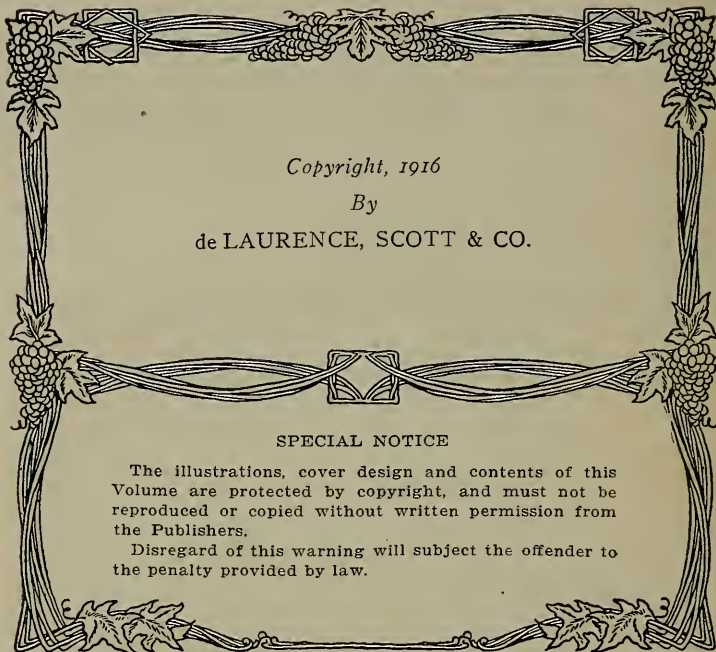 Copyright, 1916
By
de LAURENCE, SCOTT & CO.
SPECIAL NOTICE
The illustrations, cover design and contents of this
Volume are protected by copyright, and must not be
reproduced or copied without written permission from
the Publishers.
Disregard of this warning will subject the offender to
the penalty provided by law.